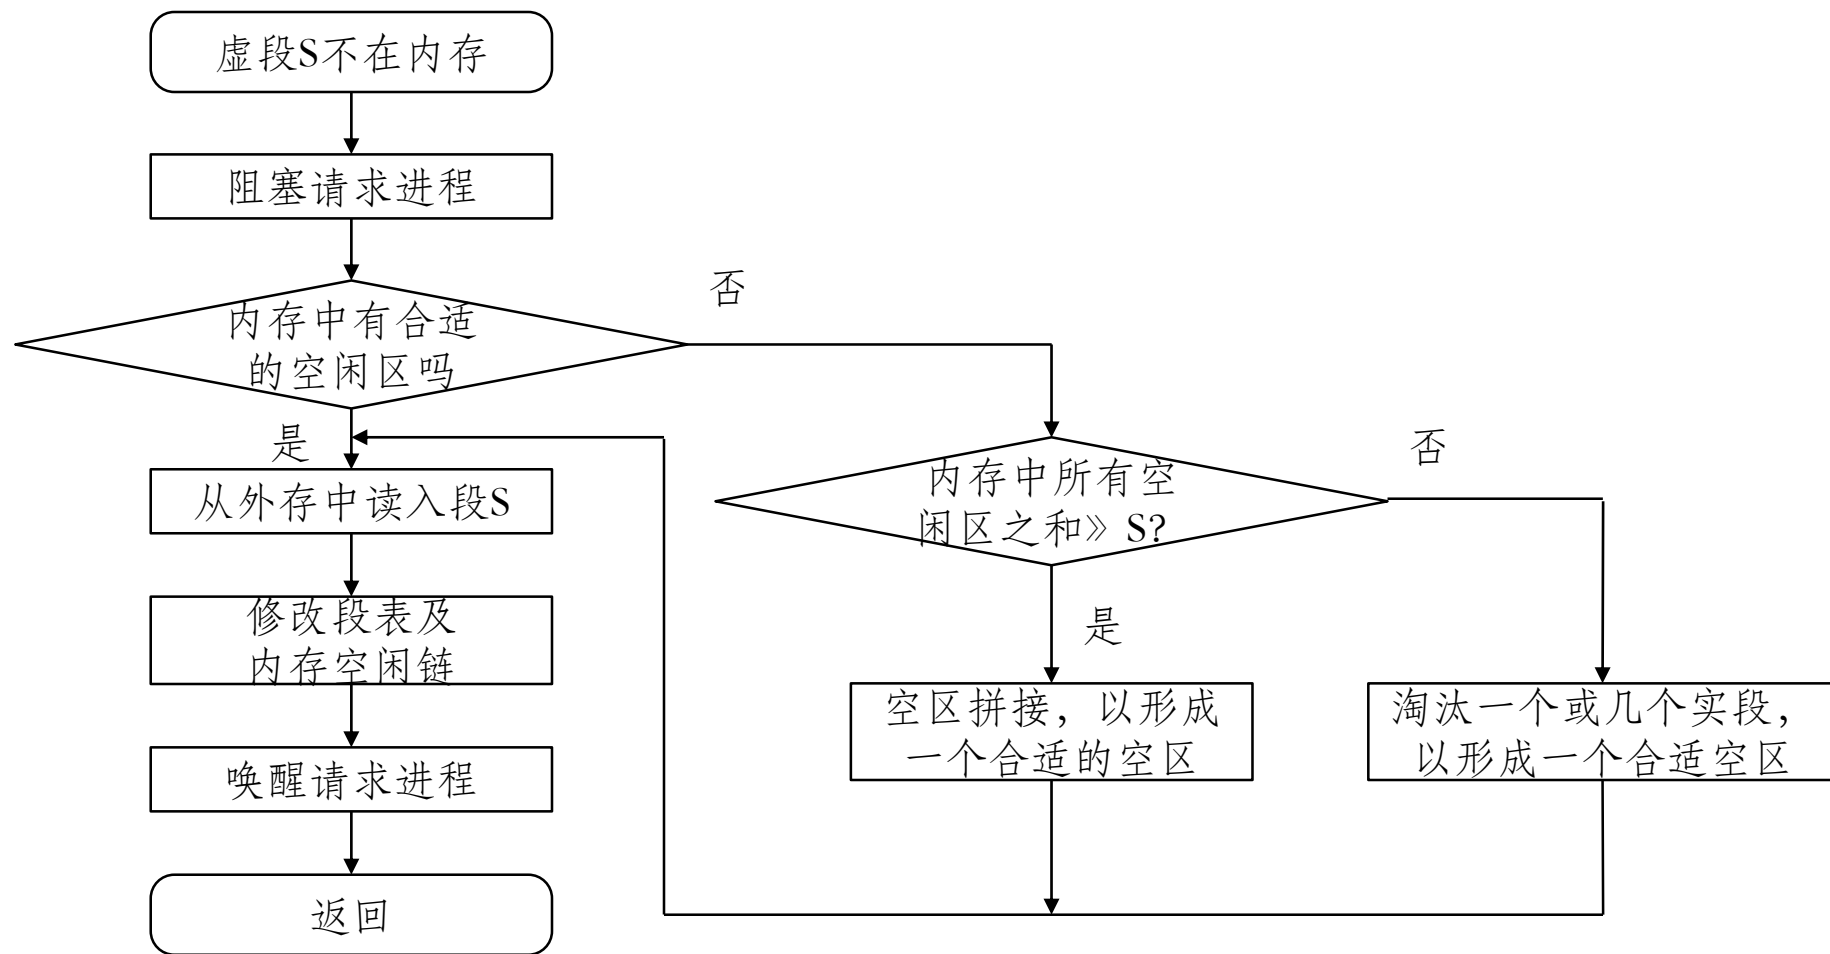 虚段S不在内存
阻塞请求进程
否
内存中有合适
的空闲区吗
是
否
从外存中读入段S
内存中所有空
闲区之和》S?
修改段表及
内存空闲链
是
空区拼接，以形成
一个合适的空区
淘汰一个或几个实段，
以形成一个合适空区
唤醒请求进程
返回